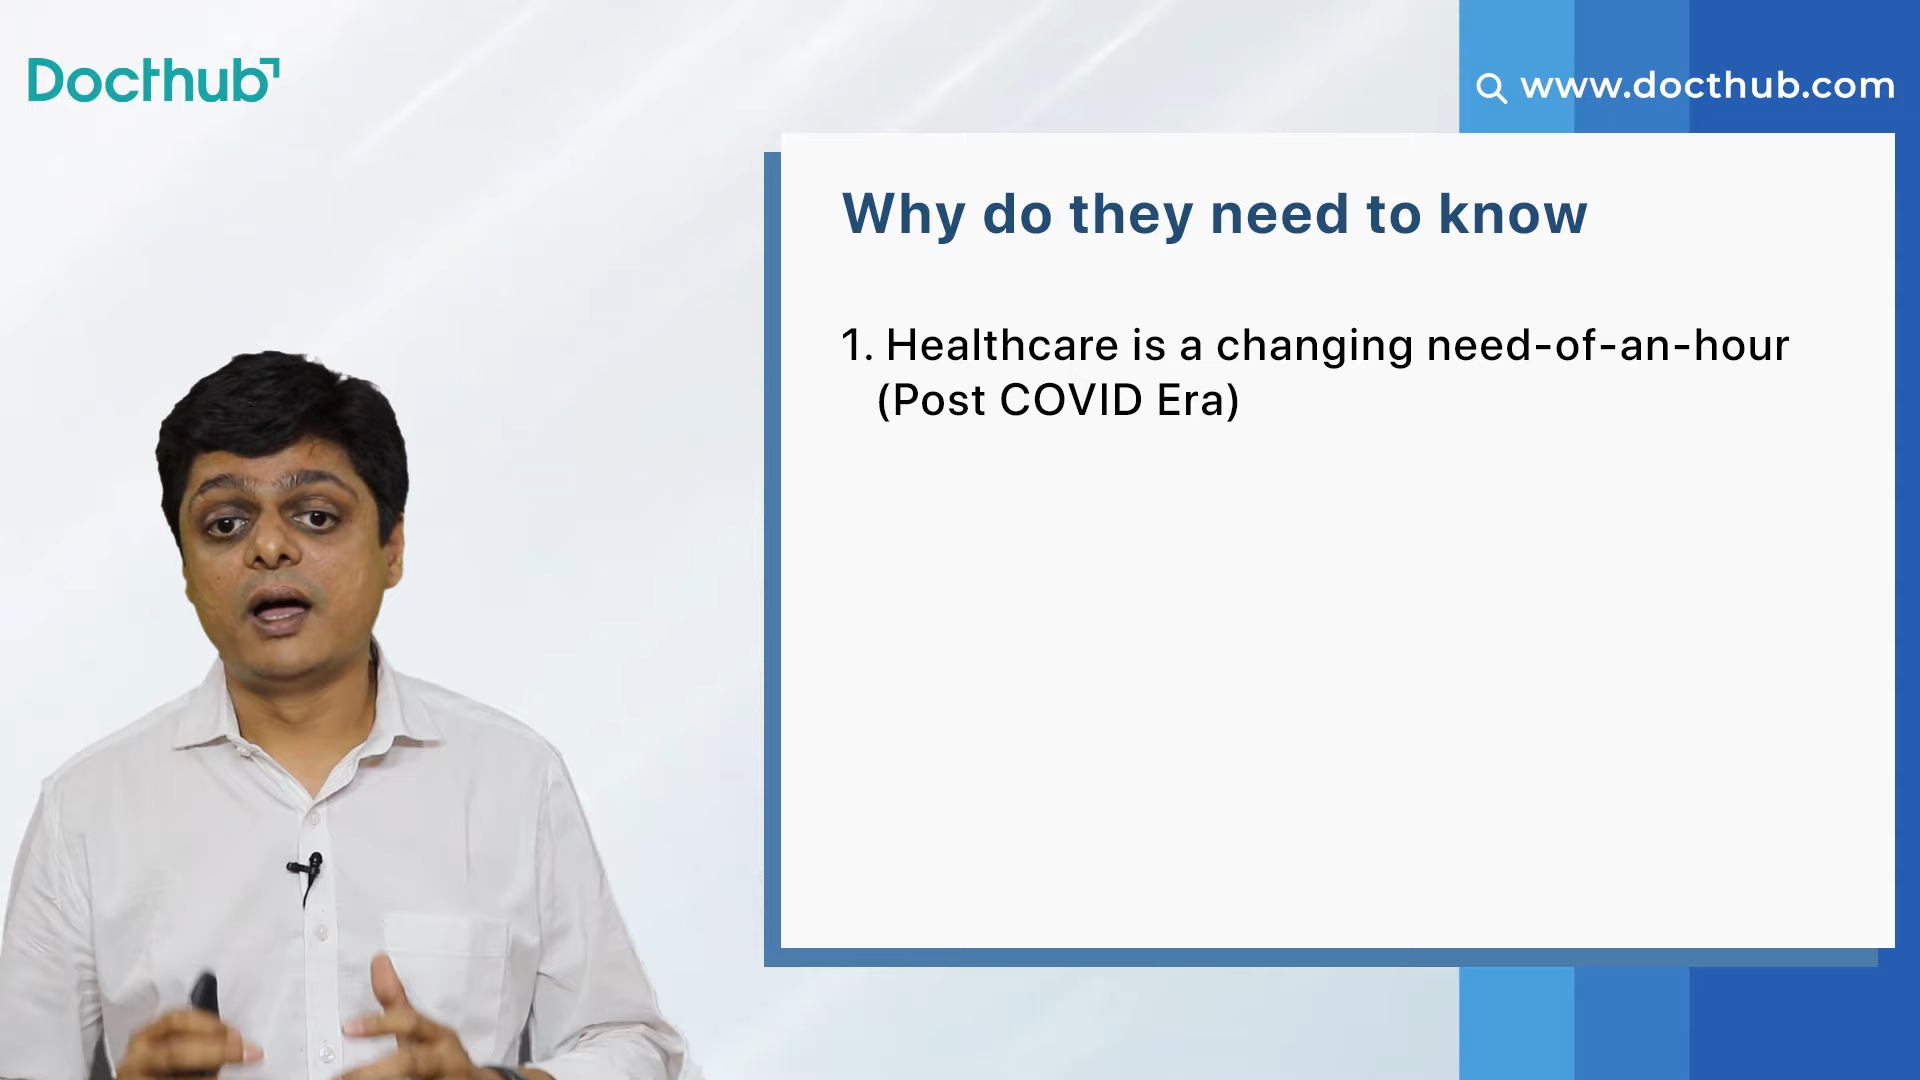 Docthub
www.docthub.com
Why do they need to know
1. Healthcare is a changing need-of-an-hour
(Post COVID Era)